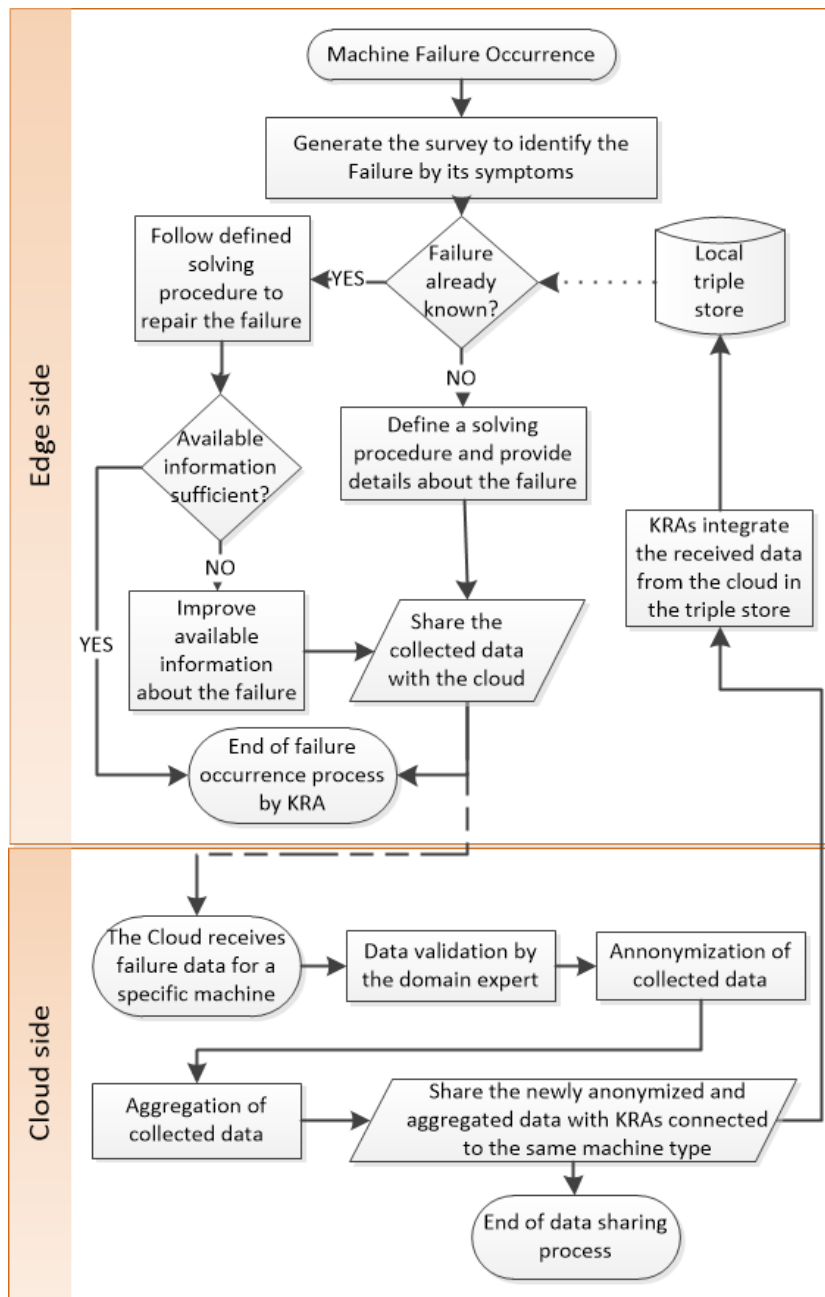 Edge side
Machine Failure Occurrence
Generate the survey to identify the
Failure by its symptoms
Follow defined
solving
procedure to
repair the failure
YES
Failure
already
known?
Local
triple
store
NO
Available
information
sufficient?
Define a solving
procedure and provide
details about the failure
KRAs integrate
the received data
from the cloud in
the triple store
NO
YES
Improve
available
information
about the failure
Share the
collected data
with the cloud
End of failure
occurrence process
by KRA
Cloud side
The Cloud receives
failure data for a
specific machine
Data validation by
the domain expert
Annonymization of
collected data
Aggregation of
collected data
Share the newly anonymized and
aggregated data with KRAs connected
to the same machine type
End of data sharing
process